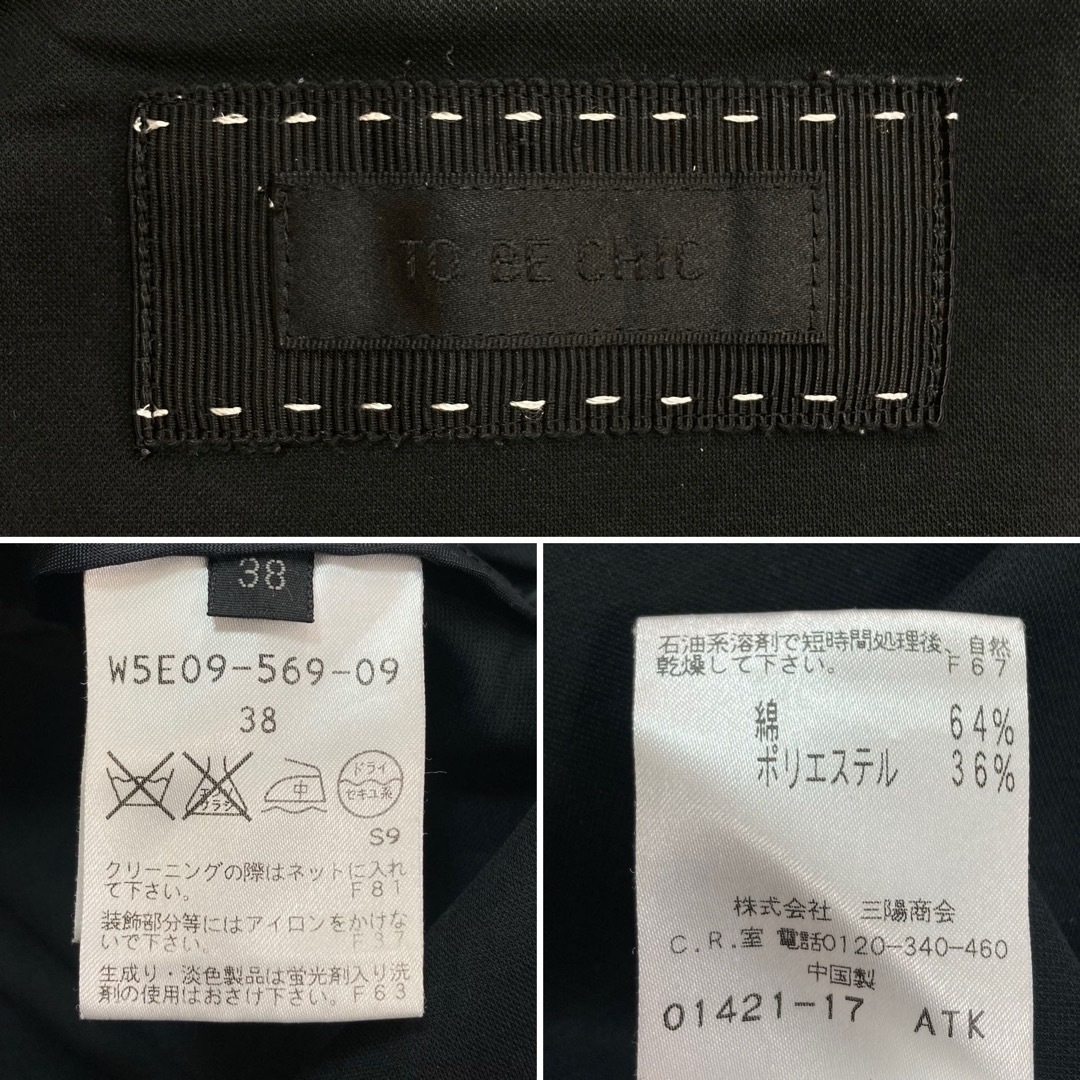 TO BE CHIC
38
W5E09-569-09
38
エンソ
サラシ
中
ドライ
セキユ系
S9
クリーニングの際はネットに入れ
て下さい。 F81
装飾部分等にはアイロンをかけな
いで下さい。 F37
生成り・淡色製品は蛍光剤入り洗
剤の使用はおさけ下さい。F63
石油系溶剤で短時間処理後、自然
乾燥して下さい。 F67
綿 64%
ポリエステル 36%
株式会社 三陽商会
C.R.室 電話0120-340-460
中国製
01421-17 ATK